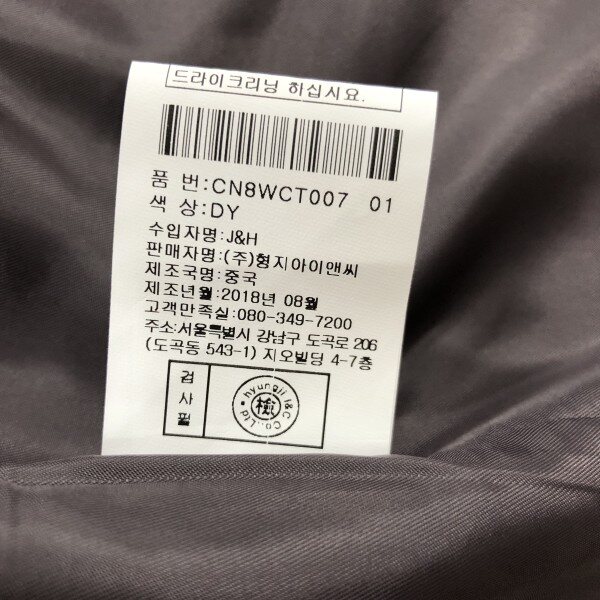 드라이크리닝 하십시요.
품 번:CN8WCT007 01
색 상:DY
수입자명:J&H
판매자명:(주)형지아이앤씨
제조국명:중국
제조년월:2018년 08월
고객만족실:080-349-7200
주소:서울특별시 강남구 도곡로 206
(도곡동 543-1) 지오빌딩 4-7층
검사필
hyungji I&C Co.,Ltd
檢